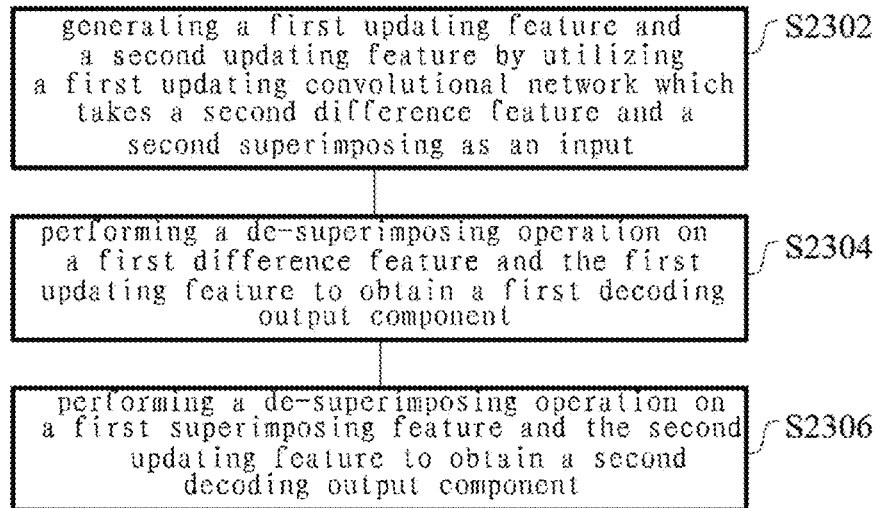 generating a first updating feature and
a second updating feature by utilizing
a first updating convolutional network which
takes a second difference feature and a
second superimposing as an input
S2302
performing a de-superimposing operation on
a first difference feature and the first
updating feature to obtain a first decoding
output component
S2304
performing a de-superimposing operation on
a first superimposing feature and the second
updating feature to obtain a second
decoding output component
S2306